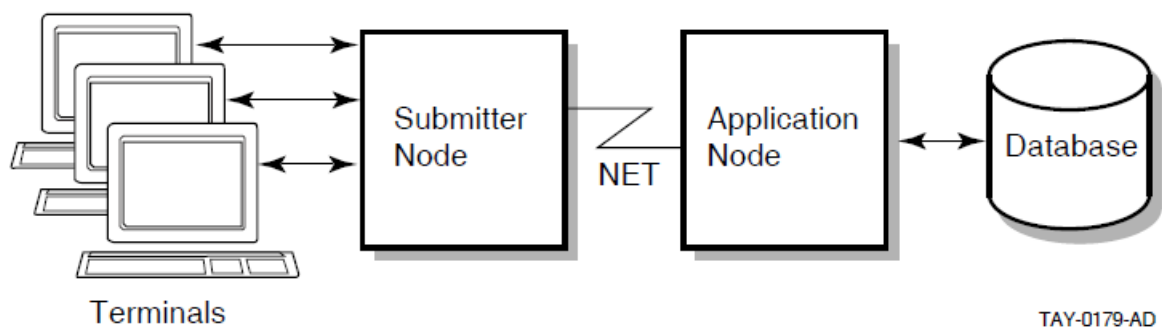 Submitter
Node
NET
Application
Node
Database
Terminals
TAY-0179-AD